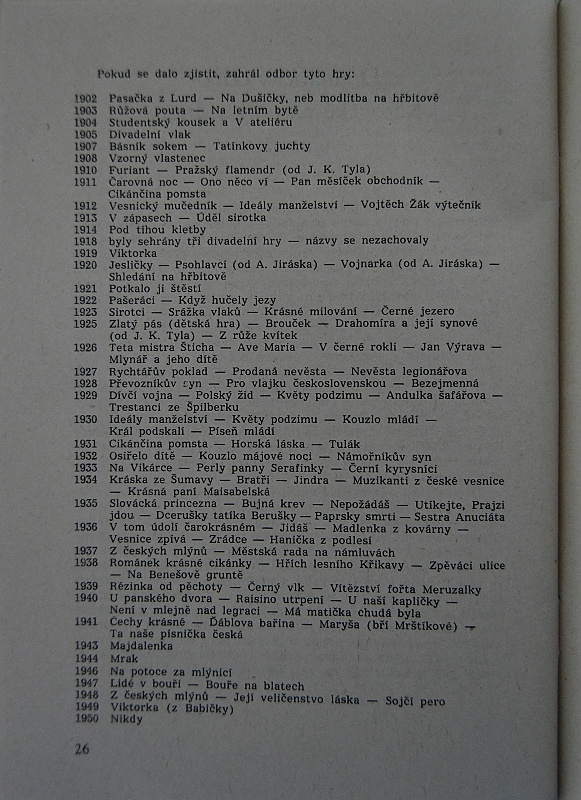 Pokud se dalo zjistit, zahrál odbor tyto hry:
1902 Pasačka z Lurd — Na Dušičky, neb modlitba na hřbitově
1903 Růžová pouta — Na letním bytě
1904 Studentský kousek a V ateliéru
1905 Divadelní vlak
1907 Básník sokem — Tatínkovy juchty
1908 Vzorný vlastenec
1910 Furiant — Pražský flamendr (od J. K. Tyla)
1911 Čarovná noc — Ono něco ví — Pan měsíček obchodník —
Cikánčina pomsta
1912 Vesnický mučedník — Ideály manželství — Vojtěch Žák výtečník
1913 V zápasech — Úděl sirotka
1914 Pod tíhou kletby
1918 byly sehrány tři divadelní hry — názvy se nezachovaly
1919 Viktorka
1920 Jesličky — Psohlavci (od A. Jiráska) — Vojnarka (od A. Jiráska) —
Shledání na hřbitově
1921 Potkalo jí štěstí
1922 Pašeráci — Když hučely jezy
1923 Sirotci — Srážka vlaků — Krásné milování — Černé jezero
1925 Zlatý pás (dětská hra) — Brouček — Drahomíra a její synové
(od J. K. Tyla) — Z růže kvítek
1926 Teta mistra Šticha — Ave Maria — V černé rokli — Jan Výrava —
Mlynář a jeho dítě
1927 Rychtářův poklad — Prodaná nevěsta — Nevěsta legionářova
1928 Převozníkův syn — Pro vlajku československou — Bezejmenná
1929 Dívčí vojna — Polský žid — Květy podzimu — Andulka šafářova —
Trestanci ze Špilberku
1930 Ideály manželství — Květy podzimu — Kouzlo mládí —
Král podskalí — Píseň mládí
1931 Cikánčina pomsta — Horská láska — Tulák
1932 Osiřelo dítě — Kouzlo májové noci — Námořníkův syn
1933 Na Vikárce — Perly panny Serafínky — Černí kyrysníci
1934 Kráska ze Šumavy — Bratři — Jindra — Muzikanti z české vesnice
— Krásná paní Maisabelská
1935 Slovácká princezna — Bujná krev — Nepožádáš — Utíkejte, Prajzi
jdou — Dcerušky tatíka Berušky — Paprsky smrti — Sestra Anuciáta
1936 V tom údolí čarokrásném — Jidáš — Madlenka z kovárny —
Vesnice zpívá — Zrádce — Hanička z podlesí
1937 Z českých mlýnů — Městská rada na námluvách
1938 Románek krásné cikánky — Hřích lesního Křikavy — Zpěváci ulice
— Na Benešově gruntě
1939 Rézinka od pěchoty — Černý vlk — Vítězství fořta Meruzalky
1940 U panského dvora — Raisino utrpení — U naší kapličky —
Není v mlejně nad legraci — Má matička chudá byla
1941 Čechy krásné — Ďáblova bařina — Maryša (bří Mrštíkové) —
Ta naše písnička česká
1943 Majdalenka
1944 Mrak
1946 Na potoce za mlýnicí
1947 Lidé v bouři — Bouře na blatech
1948 Z českých mlýnů — Její veličenstvo láska — Sojčí pero
1949 Viktorka (z Babičky)
1950 Nikdy
26